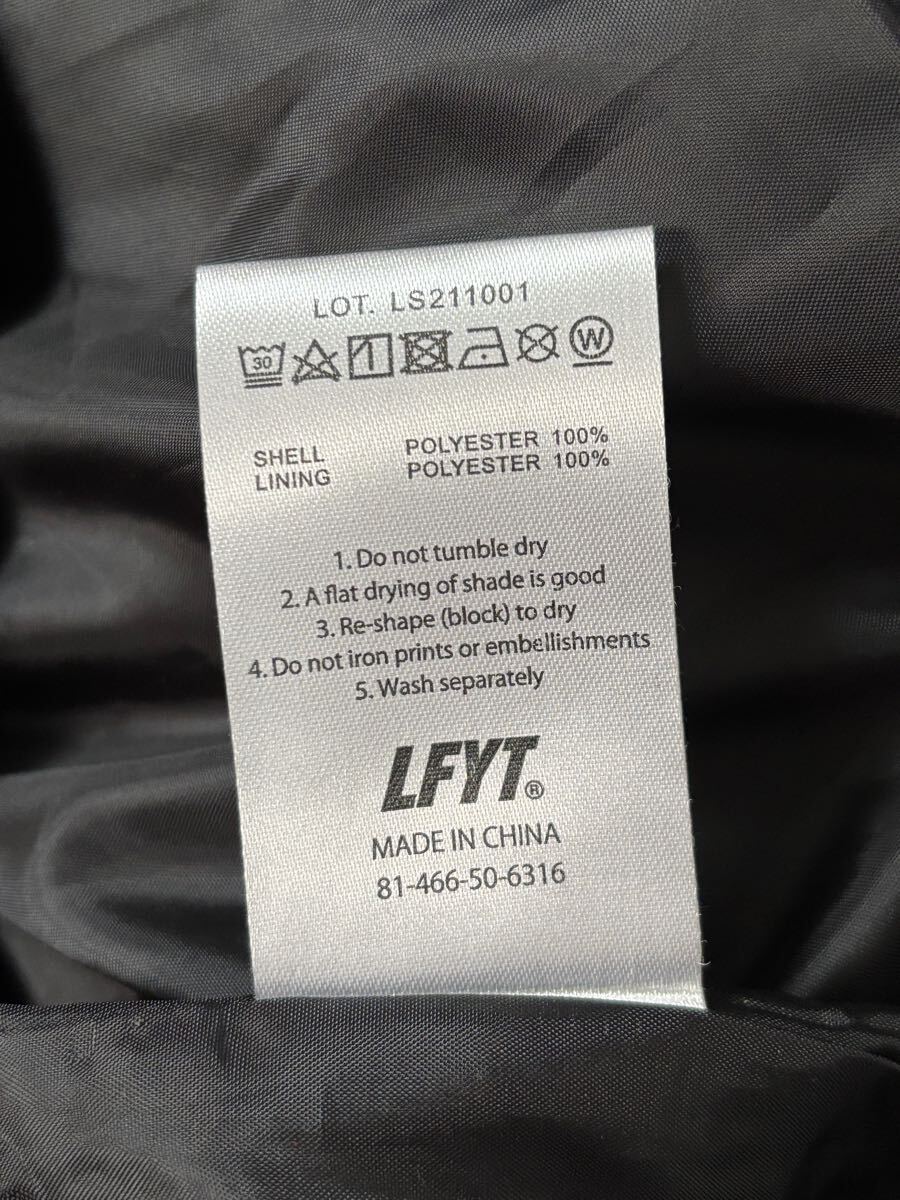 LOT. LS211001
30 W
SHELL POLYESTER 100%
LINING POLYESTER 100%
1. Do not tumble dry
2. A flat drying of shade is good
3. Re-shape (block) to dry
4. Do not iron prints or embellishments
5. Wash separately
LFYT®
MADE IN CHINA
81-466-50-6316